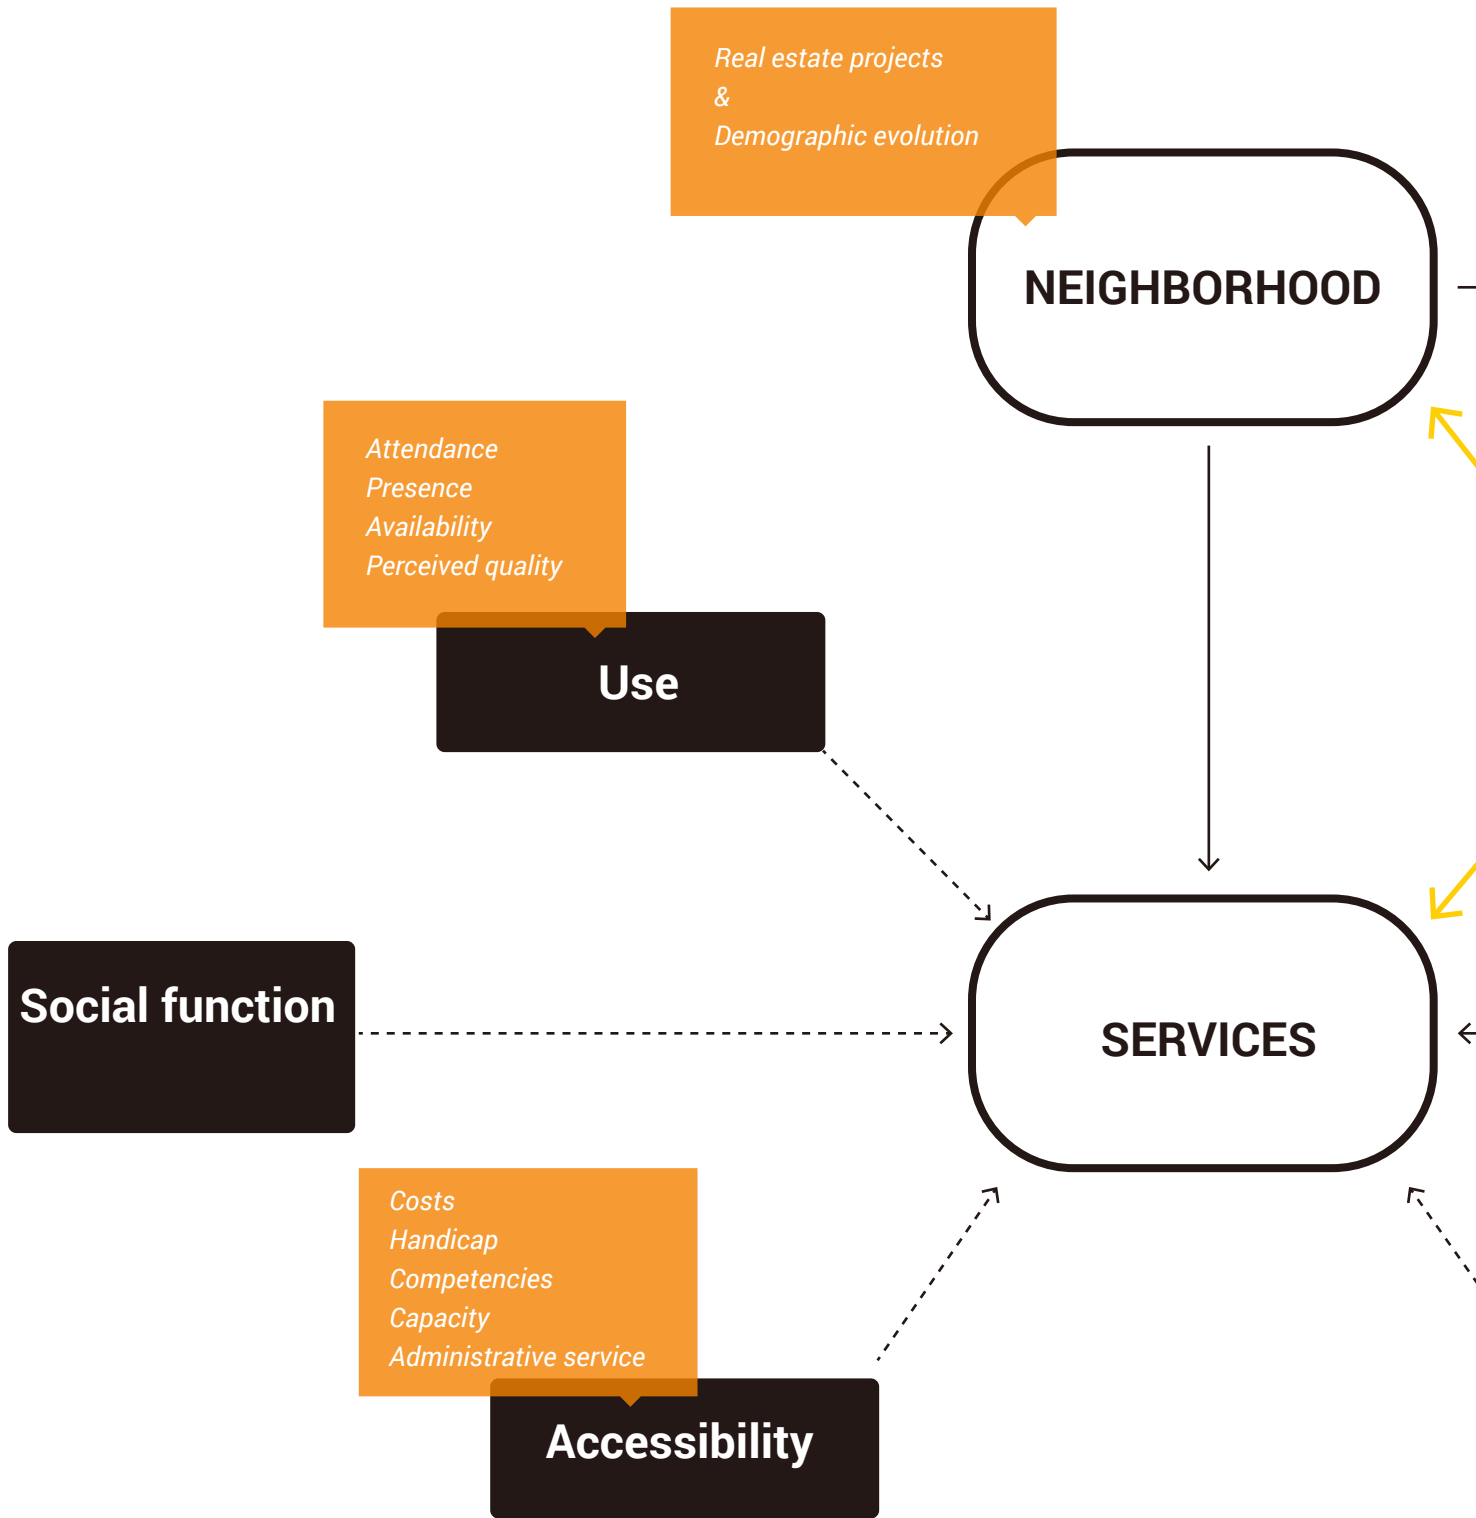 Real estate projects
&
Demographic evolution
NEIGHBORHOOD
Attendance
Presence
Availability
Perceived quality
Use
Social function
SERVICES
Costs
Handicap
Competencies
Capacity
Administrative service
Accessibility